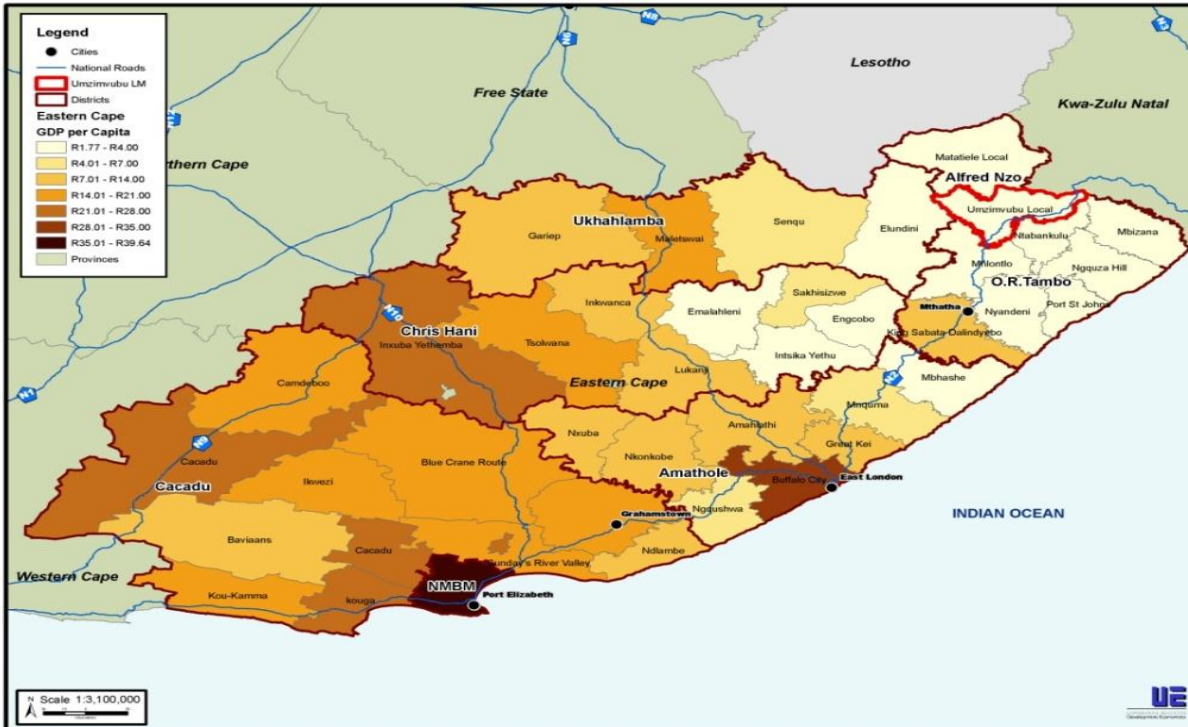 Legend
Cities
National Roads
Umzimvubu LM
Districts
Eastern Cape
GDP per Capita
R1.77 - R4.00
R4.01 - R7.00
R7.01 - R14.00
R14.01 - R21.00
R21.01 - R28.00
R28.01 - R35.00
R35.01 - R39.64
Provinces
N8
N6
N3
Lesotho
Free State
Kwa-Zulu Natal
thern Cape
Matatiele Local
Alfred Nzo
Umzimvubu Local
Ukhahlamba
Senqu
Elundini
Gariep
Maletswai
Ntabankulu
Mbizana
Mhlontlo
Ngquza Hill
O.R.Tambo
Port St Johns
Nyandeni
Mthatha
King Sabata Dalindyebo
Inkwanca
Sakhisizwe
Emalahleni
Engcobo
N10
Chris Hani
Inxuba Yethemba
Tsolwana
Intsika Yethu
Lukanji
Eastern Cape
Mbhashe
N2
N1
Camdeboo
Mnquma
Nxuba
Amahlathi
Great Kei
N9
Cacadu
Blue Crane Route
Nkonkobe
Amathole
Buffalo City
East London
Cacadu
Ikwezi
Ngqushwa
Grahamstown
INDIAN OCEAN
Baviaans
Cacadu
Ndlambe
Sunday's River Valley
Western Cape
NMBM
Kou-Kamma
kouga
Port Elizabeth
N
Scale 1:3,100,000
UE
Development Economics